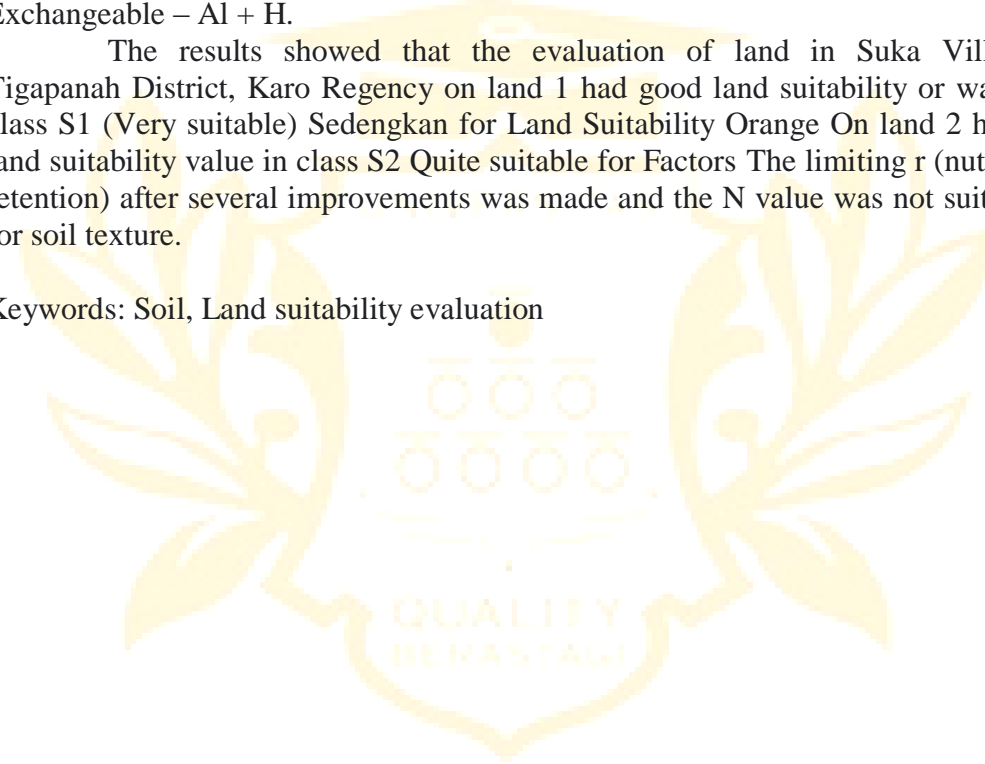 Exchangeable – Al + H.
The results showed that the evaluation of land in Suka Vill
Tigapanah District, Karo Regency on land 1 had good land suitability or wa
class S1 (Very suitable) Sedengkan for Land Suitability Orange On land 2 h
land suitability value in class S2 Quite suitable for Factors The limiting r (nut
retention) after several improvements was made and the N value was not suit
for soil texture.
Keywords: Soil, Land suitability evaluation
QUALITY
BERASTAGI